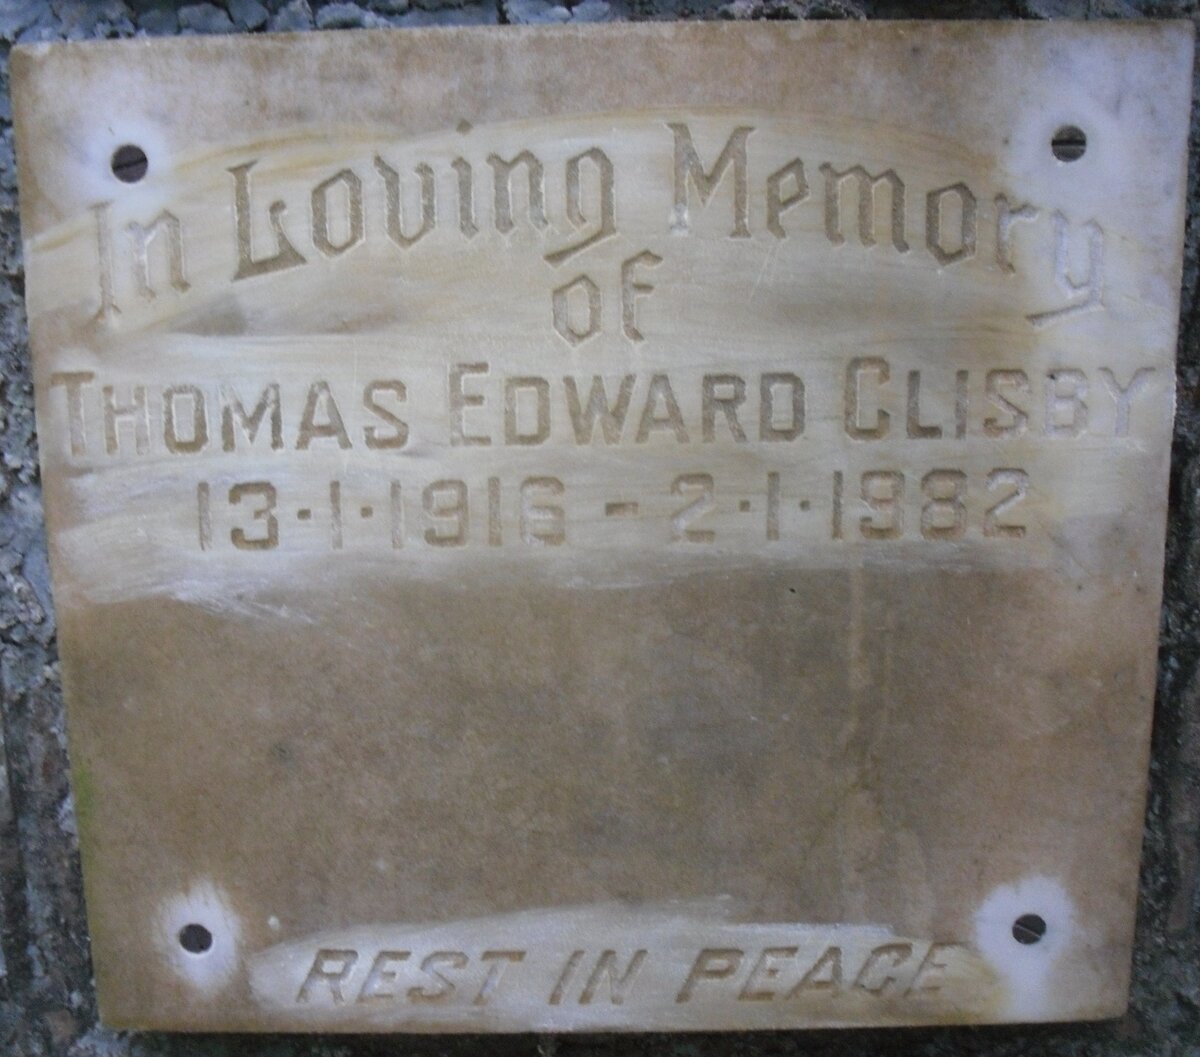 In Loving Memory
of
THOMAS EDWARD CLISBY
13·1·1916 - 2·1·1982
REST IN PEACE